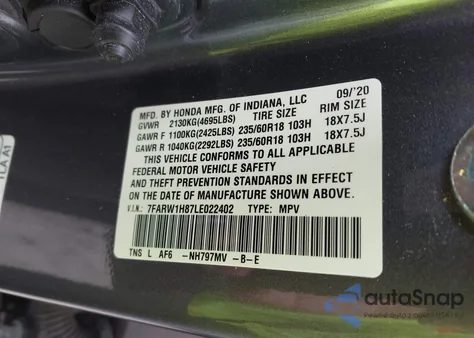 MFD. BY HONDA MFG. OF INDIANA, LLC 09/'20
GVWR 2130KG(4695LBS) TIRE SIZE RIM SIZE
GAWR F 1100KG(2425LBS) 235/60R18 103H 18X7.5J
GAWR R 1040KG(2292LBS) 235/60R18 103H 18X7.5J
THIS VEHICLE CONFORMS TO ALL APPLICABLE
FEDERAL MOTOR VEHICLE SAFETY
AND THEFT PREVENTION STANDARDS IN EFFECT
ON THE DATE OF MANUFACTURE SHOWN ABOVE.
V.I.N.: 7FARW1H87LE022402 TYPE: MPV
TNS L AF6 -NH797MV -B-E
1LA A1
autoSnap